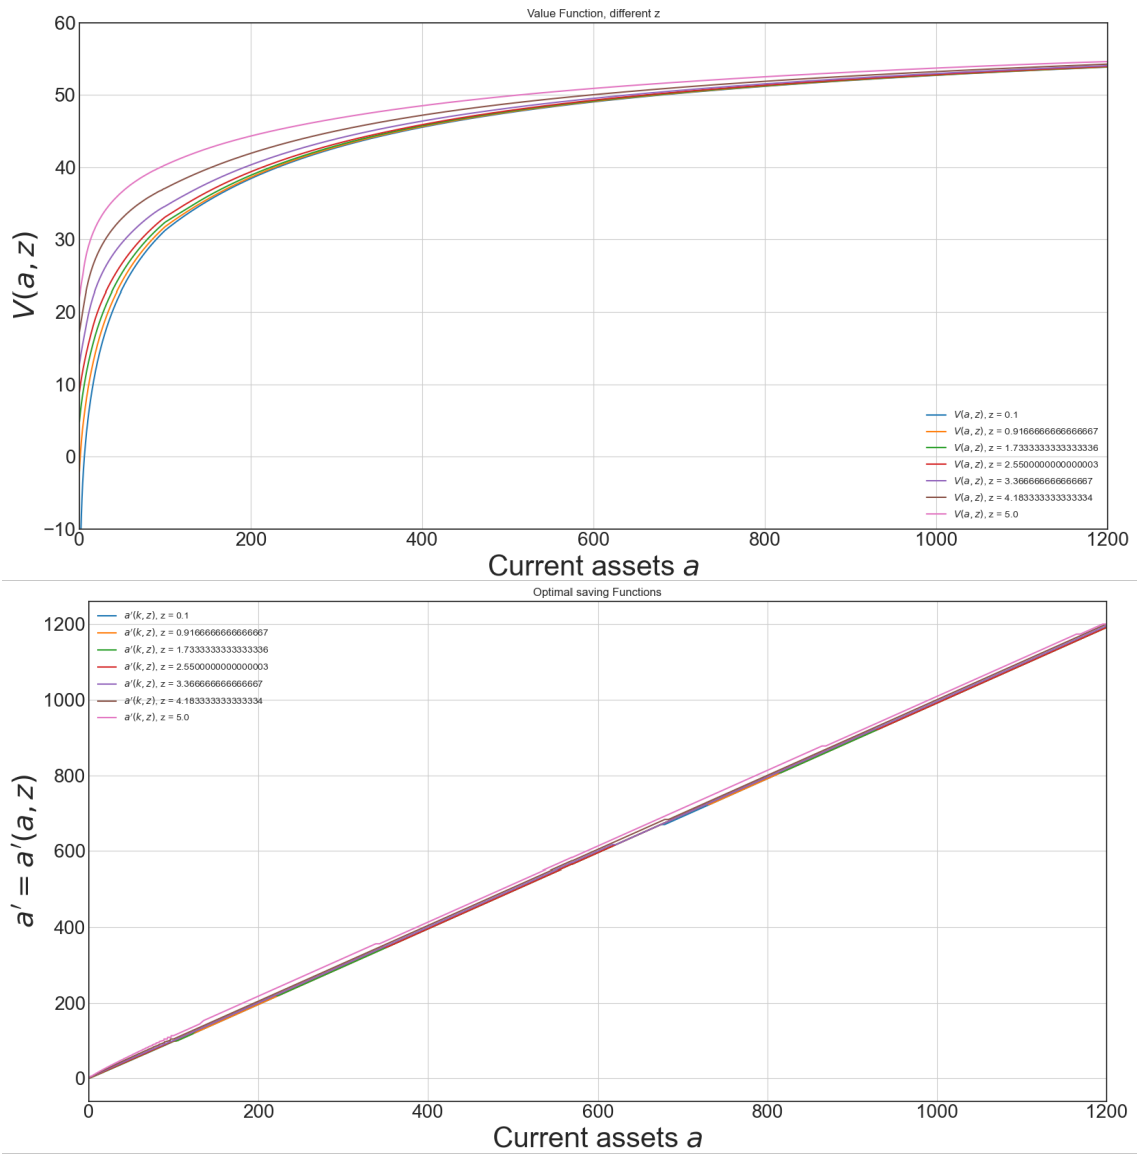 Value Function, different z
60
50
40
30
20
10
0
−10
V(a, z)
V(a, z), z = 0.1
V(a, z), z = 0.9166666666666667
V(a, z), z = 1.7333333333333336
V(a, z), z = 2.5500000000000003
V(a, z), z = 3.366666666666667
V(a, z), z = 4.183333333333334
V(a, z), z = 5.0
0 200 400 600 800 1000 1200
Current assets a
Optimal saving Functions
a′(k, z), z = 0.1
a′(k, z), z = 0.9166666666666667
a′(k, z), z = 1.7333333333333336
a′(k, z), z = 2.5500000000000003
a′(k, z), z = 3.366666666666667
a′(k, z), z = 4.183333333333334
a′(k, z), z = 5.0
1200
1000
800
600
400
200
0
a′ = a′(a, z)
0 200 400 600 800 1000 1200
Current assets a